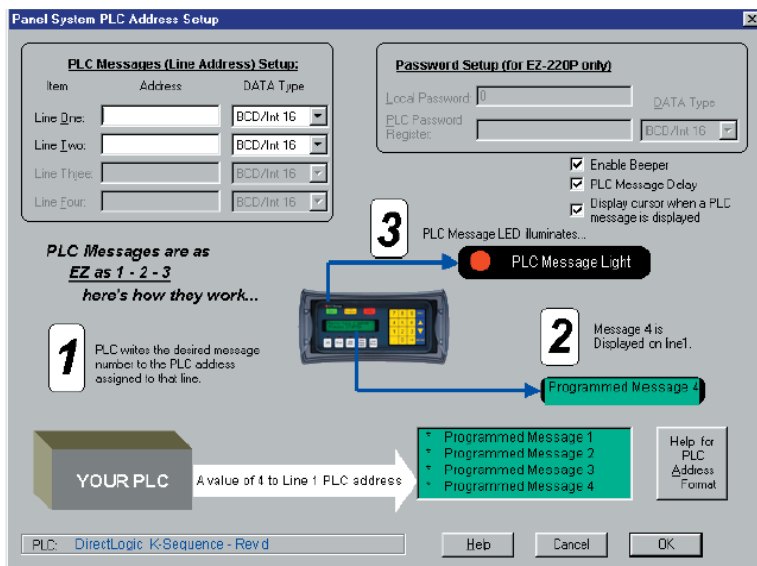 Panel System PLC Address Setup
PLC Messages (Line Address) Setup:
Item Address DATA Type
Line One: BCD/Int 16
Line Two: BCD/Int 16
Line Three: BCD/Int 16
Line Four: BCD/Int 16
Password Setup (for EZ-220P only)
Local Password: 0
DATA Type
PLC Password
Register: BCD/Int 16
Enable Beeper
PLC Message Delay
Display cursor when a PLC
message is displayed
PLC Messages are as
EZ as 1 - 2 - 3
here's how they work...
3
PLC Message LED illuminates...
PLC Message Light
1
PLC writes the desired message
number to the PLC address
assigned to that line.
2
Message 4 is
Displayed on line1.
Programmed Message 4
YOUR PLC
A value of 4 to Line 1 PLC address
* Programmed Message 1
* Programmed Message 2
* Programmed Message 3
* Programmed Message 4
Help for
PLC
Address
Format
PLC: DirectLogic K-Sequence - Rev d
Help
Cancel
OK